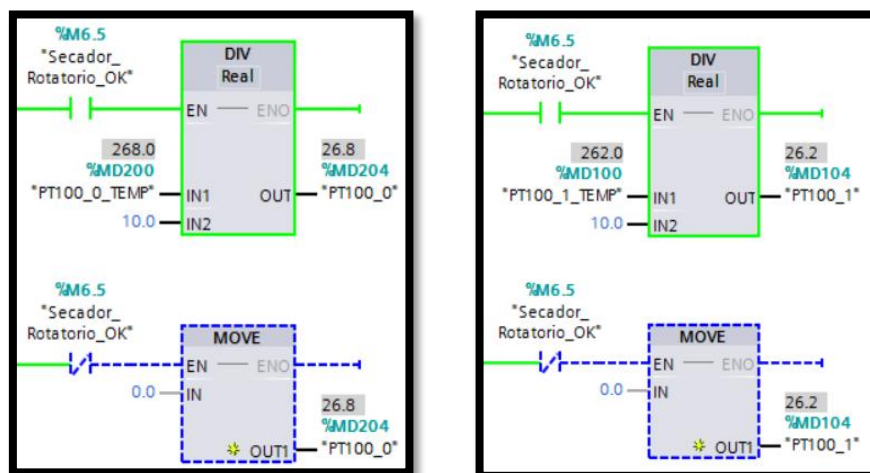 %M6.5
"Secador_
Rotatorio_OK"
DIV
Real
EN
ENO
268.0
%MD200
"PT100_0_TEMP"
IN1
10.0
IN2
OUT
26.8
%MD204
"PT100_0"
%M6.5
"Secador_
Rotatorio_OK"
MOVE
EN
ENO
0.0
IN
OUT1
26.8
%MD204
"PT100_0"
%M6.5
"Secador_
Rotatorio_OK"
DIV
Real
EN
ENO
262.0
%MD100
"PT100_1_TEMP"
IN1
10.0
IN2
OUT
26.2
%MD104
"PT100_1"
%M6.5
"Secador_
Rotatorio_OK"
MOVE
EN
ENO
0.0
IN
OUT1
26.2
%MD104
"PT100_1"